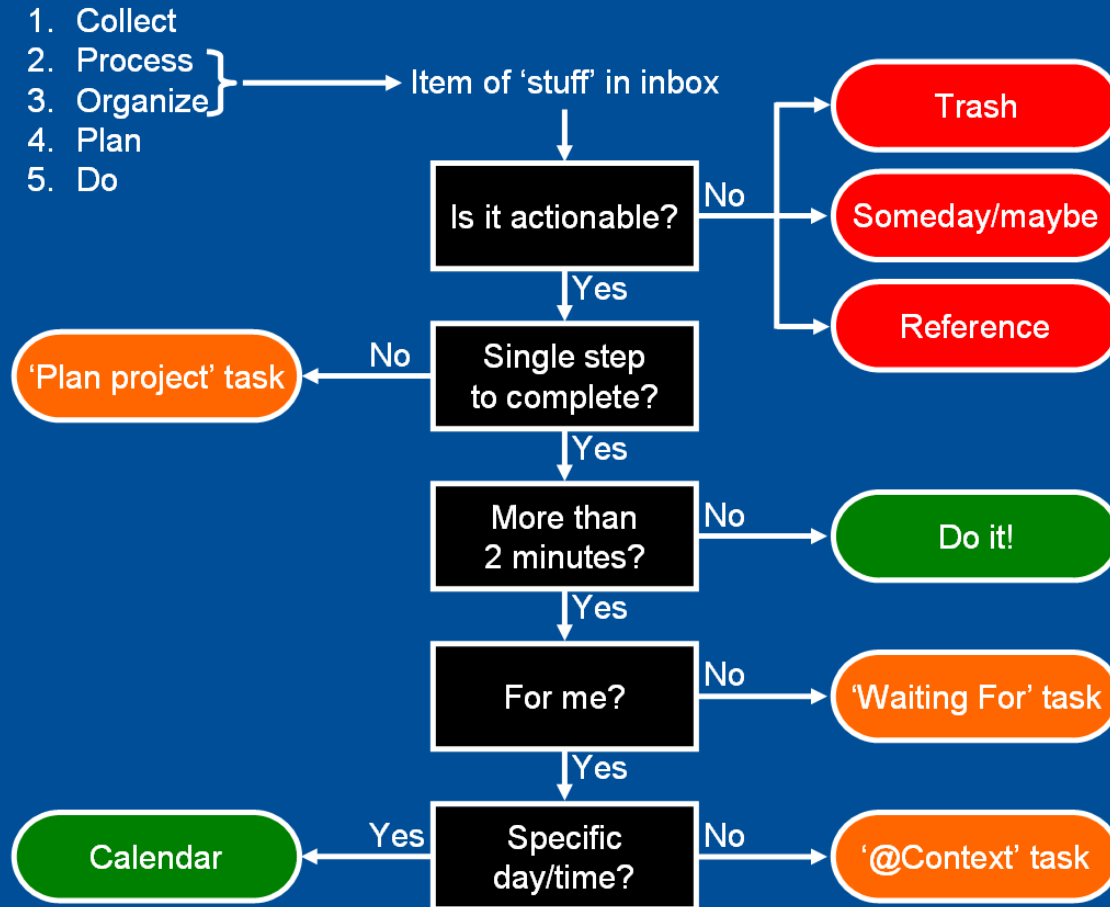 1. Collect
2. Process
3. Organize
4. Plan
5. Do
Item of ‘stuff’ in inbox
Is it actionable?
No
Trash
Someday/maybe
Reference
Yes
Single step
to complete?
No
‘Plan project’ task
Yes
More than
2 minutes?
No
Do it!
Yes
For me?
No
‘Waiting For’ task
Yes
Specific
day/time?
Yes
Calendar
No
‘@Context’ task